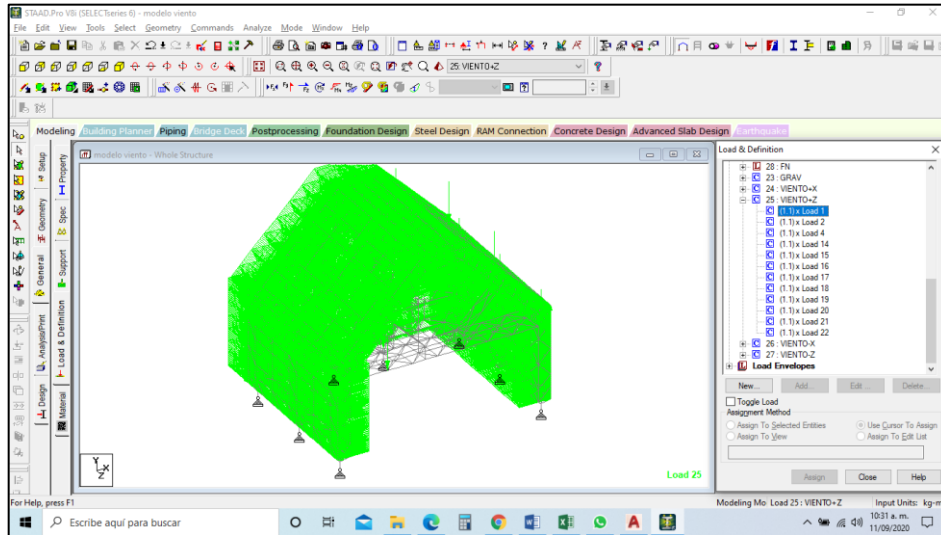 STAAD.Pro V8i (SELECTseries 6) - modelo viento
File Edit View Tools Select Geometry Commands Analyze Mode Window Help
25: VIENTO+Z
Modeling Building Planner Piping Bridge Deck Postprocessing Foundation Design Steel Design RAM Connection Concrete Design Advanced Slab Design Earthquake
Setup
Geometry
General
Analysis/Print
Design
Property
Spec
Support
Load & Definition
Material
modelo viento - Whole Structure
Y
X
Z
Load 25
Load & Definition
28 : FN
23 : GRAV
24 : VIENTO+X
25 : VIENTO+Z
(1.1) x Load 1
(1.1) x Load 2
(1.1) x Load 4
(1.1) x Load 14
(1.1) x Load 15
(1.1) x Load 16
(1.1) x Load 17
(1.1) x Load 18
(1.1) x Load 19
(1.1) x Load 20
(1.1) x Load 21
(1.1) x Load 22
26 : VIENTO-X
27 : VIENTO-Z
Load Envelopes
New... Add... Edit ... Delete...
Toggle Load
Assignment Method
Assign To Selected Entities Use Cursor To Assign
Assign To View Assign To Edit List
Assign Close Help
For Help, press F1 Modeling Mo Load 25 : VIENTO+Z Input Units: kg-m
Escribe aquí para buscar
10:31 a. m.
11/09/2020